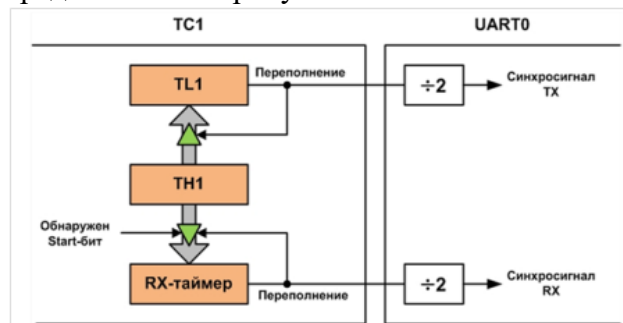 TC1
UART0
TL1
Переполнение
÷2
Синхросигнал
TX
TH1
Обнаружен
Start-бит
RX-таймер
Переполнение
÷2
Синхросигнал
RX